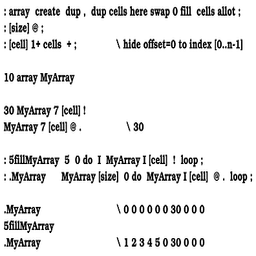 : array create dup , dup cells here swap 0 fill cells allot ;
: [size] @ ;
: [cell] 1+ cells + ; \ hide offset=0 to index [0..n-1]
10 array MyArray
30 MyArray 7 [cell] !
MyArray 7 [cell] @ . \ 30
: 5fillMyArray 5 0 do I MyArray I [cell] ! loop ;
: .MyArray MyArray [size] 0 do MyArray I [cell] @ . loop ;
.MyArray \ 0 0 0 0 0 0 30 0 0 0
5fillMyArray
.MyArray \ 1 2 3 4 5 0 30 0 0 0